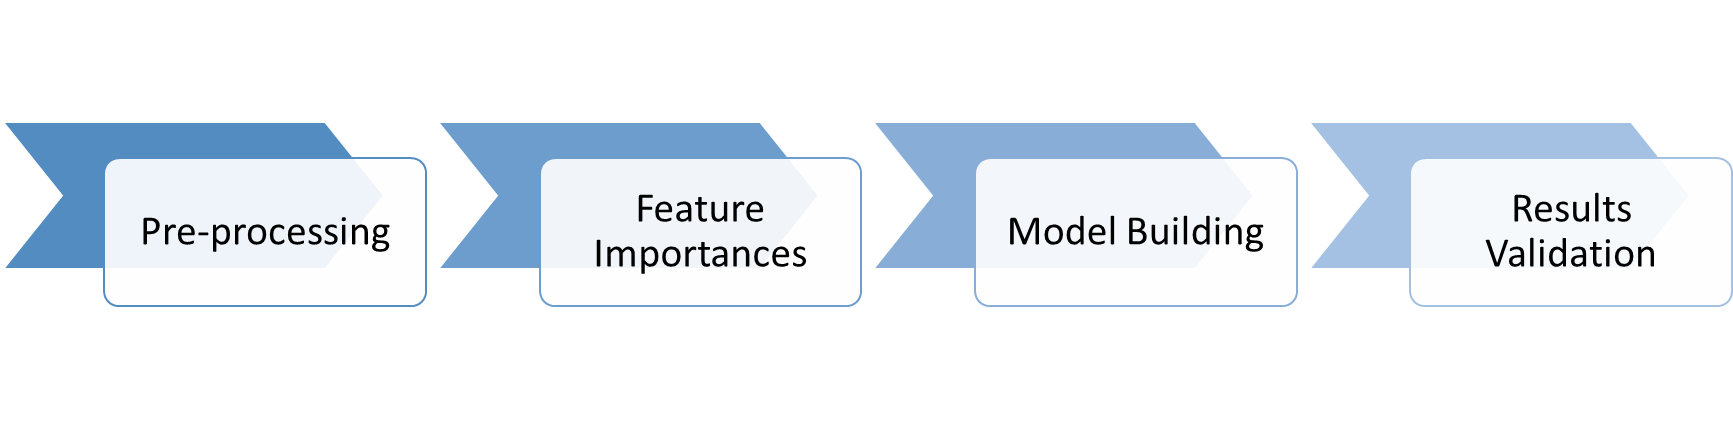 Pre-processing
Feature
Importances
Model Building
Results
Validation